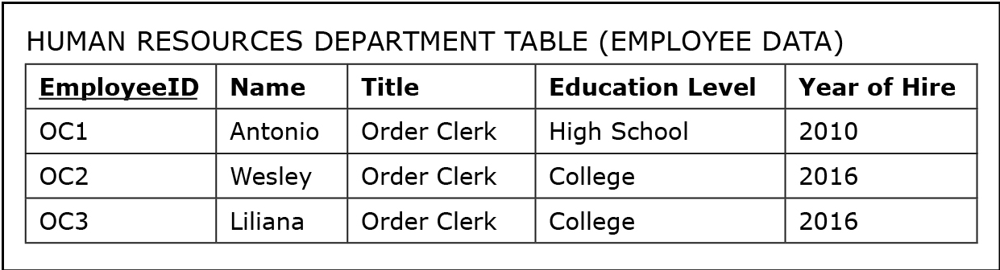 HUMAN RESOURCES DEPARTMENT TABLE (EMPLOYEE DATA)
EmployeeID Name Title Education Level Year of Hire
OC1 Antonio Order Clerk High School 2010
OC2 Wesley Order Clerk College 2016
OC3 Liliana Order Clerk College 2016